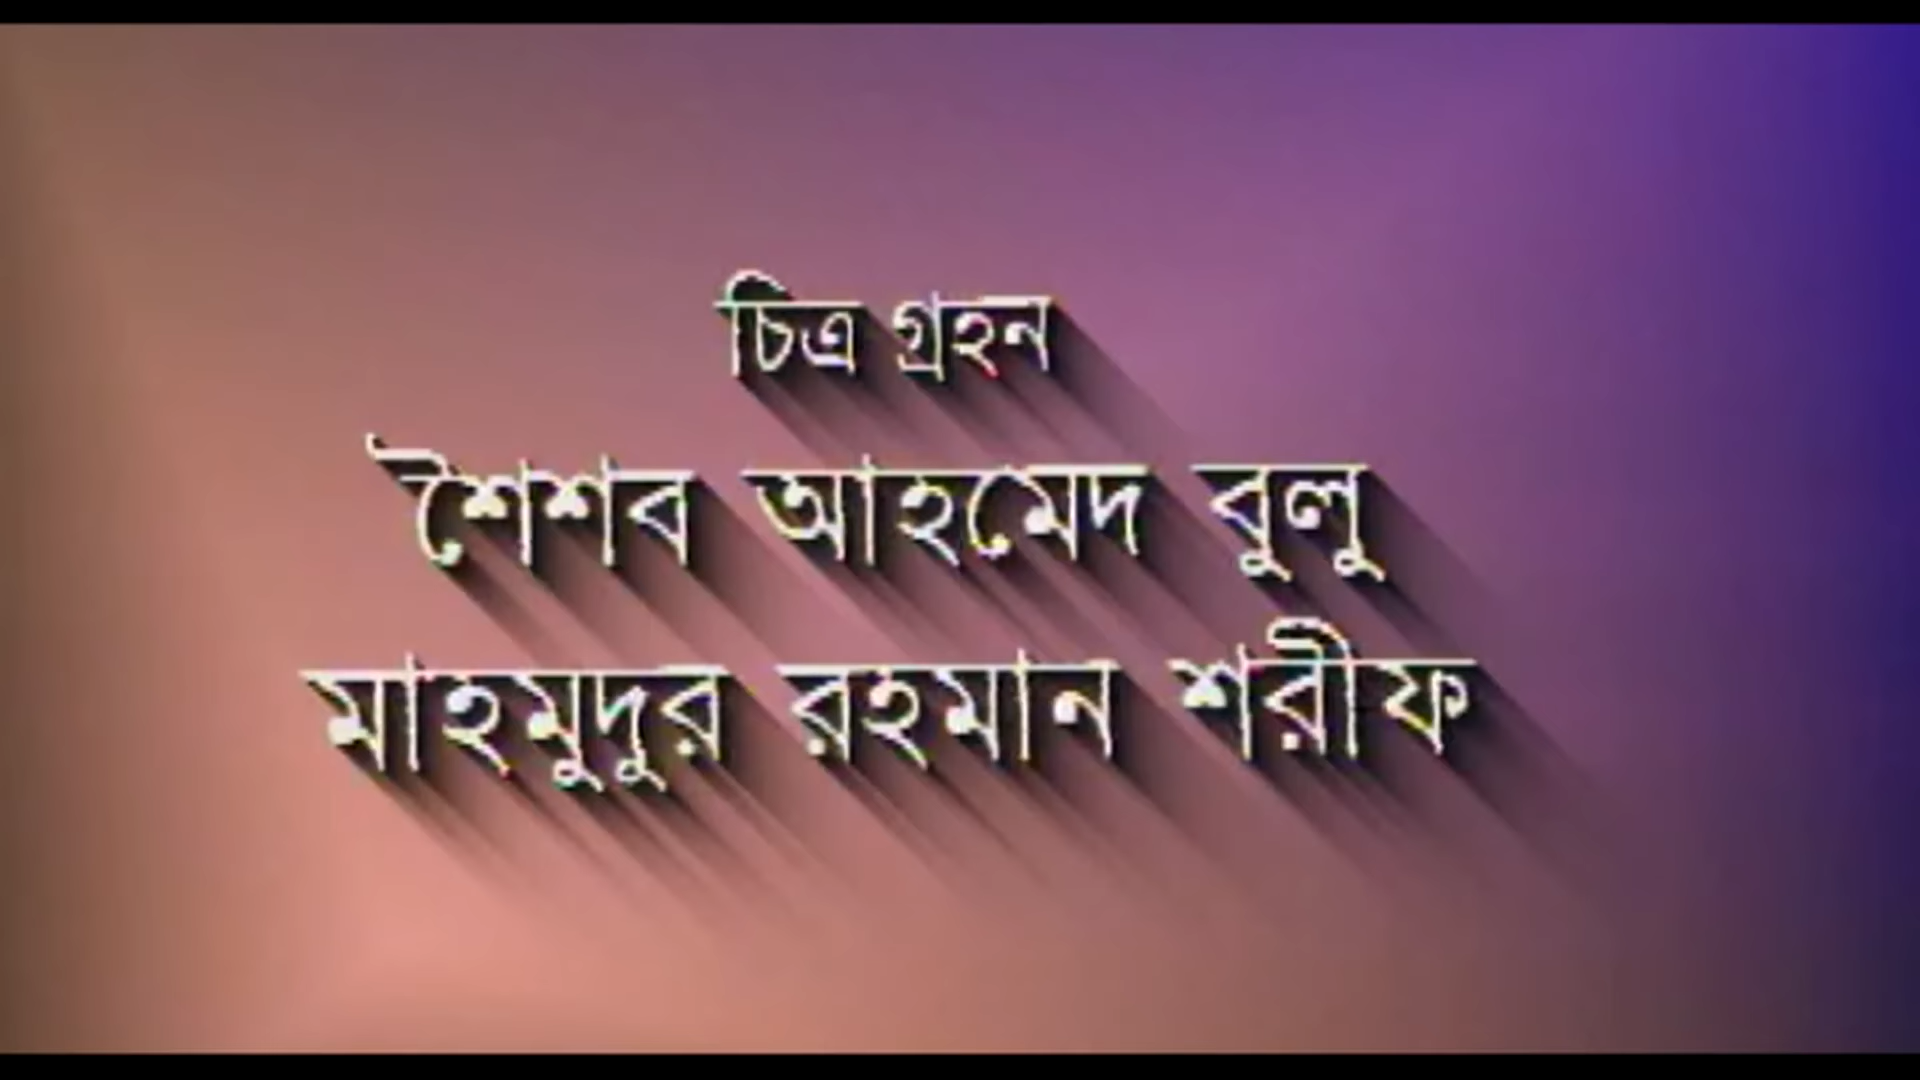 চিত্র গ্রহন
শৈশব আহমেদ বুলু
মাহমুদুর রহমান শরীফ